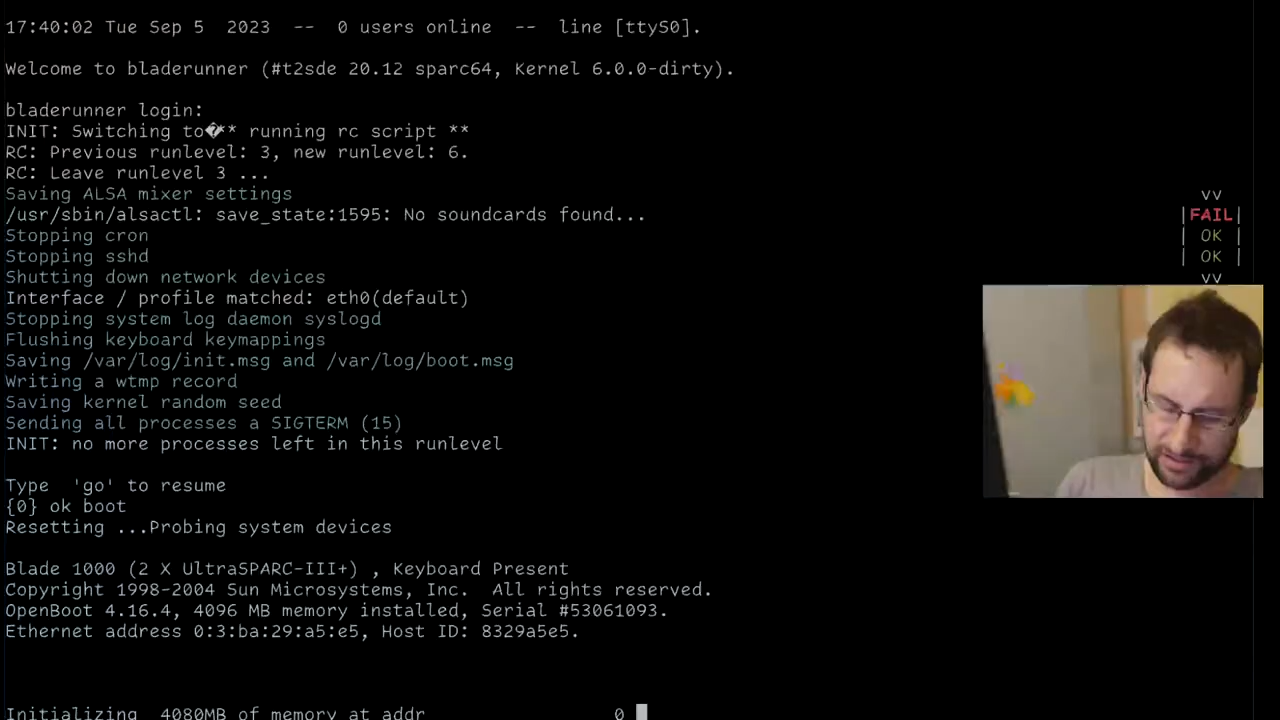 17:40:02 Tue Sep 5  2023  --  0 users online  --  line [ttyS0].
Welcome to bladerunner (#t2sde 20.12 sparc64, Kernel 6.0.0-dirty).
bladerunner login:
INIT: Switching to�** running rc script **
RC: Previous runlevel: 3, new runlevel: 6.
RC: Leave runlevel 3 ...
Saving ALSA mixer settings vv
/usr/sbin/alsactl: save_state:1595: No soundcards found... |FAIL|
Stopping cron | OK |
Stopping sshd | OK |
Shutting down network devices vv
Interface / profile matched: eth0(default)
Stopping system log daemon syslogd
Flushing keyboard keymappings
Saving /var/log/init.msg and /var/log/boot.msg
Writing a wtmp record
Saving kernel random seed
Sending all processes a SIGTERM (15)
INIT: no more processes left in this runlevel
Type  'go' to resume
{0} ok boot
Resetting ...Probing system devices
Blade 1000 (2 X UltraSPARC-III+) , Keyboard Present
Copyright 1998-2004 Sun Microsystems, Inc.  All rights reserved.
OpenBoot 4.16.4, 4096 MB memory installed, Serial #53061093.
Ethernet address 0:3:ba:29:a5:e5, Host ID: 8329a5e5.
Initializing  4080MB of memory at addr                 0